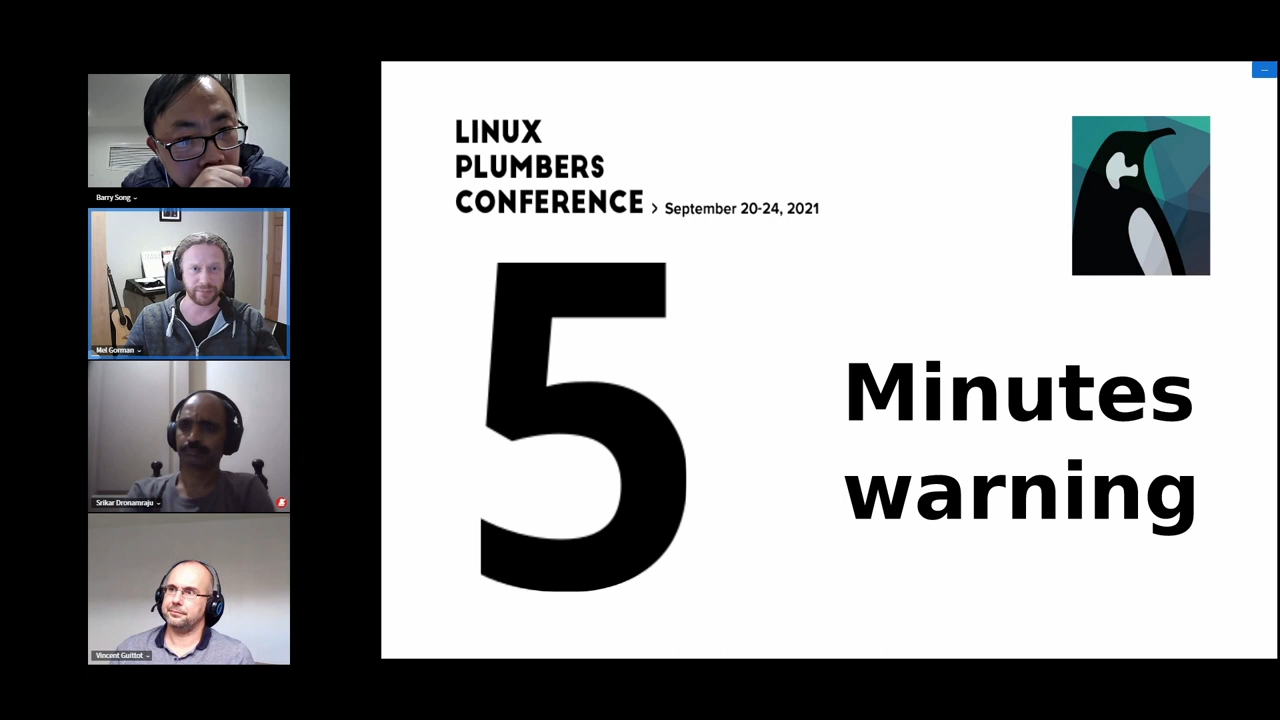 Barry Song
Mel Gorman
Srikar Dronamraju
Vincent Guittot
LINUX
PLUMBERS
CONFERENCE > September 20-24, 2021
5
Minutes
warning